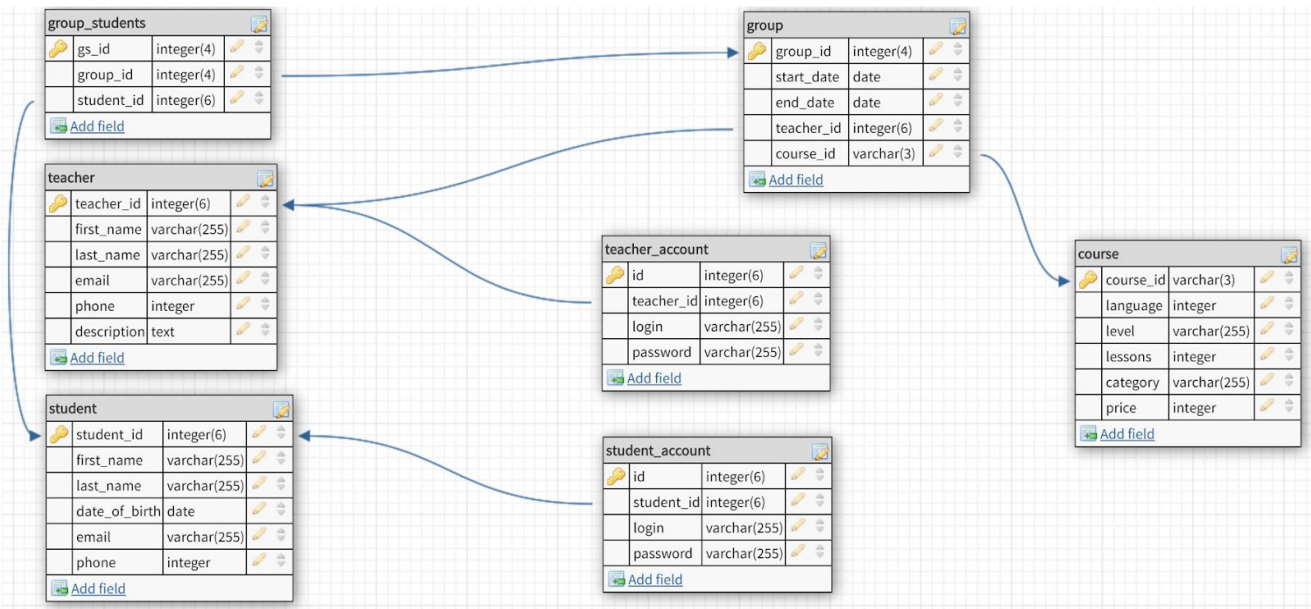 group_students
gs_id integer(4)
group_id integer(4)
student_id integer(6)
Add field
group
group_id integer(4)
start_date date
end_date date
teacher_id integer(6)
course_id varchar(3)
Add field
teacher
teacher_id integer(6)
first_name varchar(255)
last_name varchar(255)
email varchar(255)
phone integer
description text
Add field
teacher_account
id integer(6)
teacher_id integer(6)
login varchar(255)
password varchar(255)
Add field
course
course_id varchar(3)
language integer
level varchar(255)
lessons integer
category varchar(255)
price integer
Add field
student
student_id integer(6)
first_name varchar(255)
last_name varchar(255)
date_of_birth date
email varchar(255)
phone integer
Add field
student_account
id integer(6)
student_id integer(6)
login varchar(255)
password varchar(255)
Add field